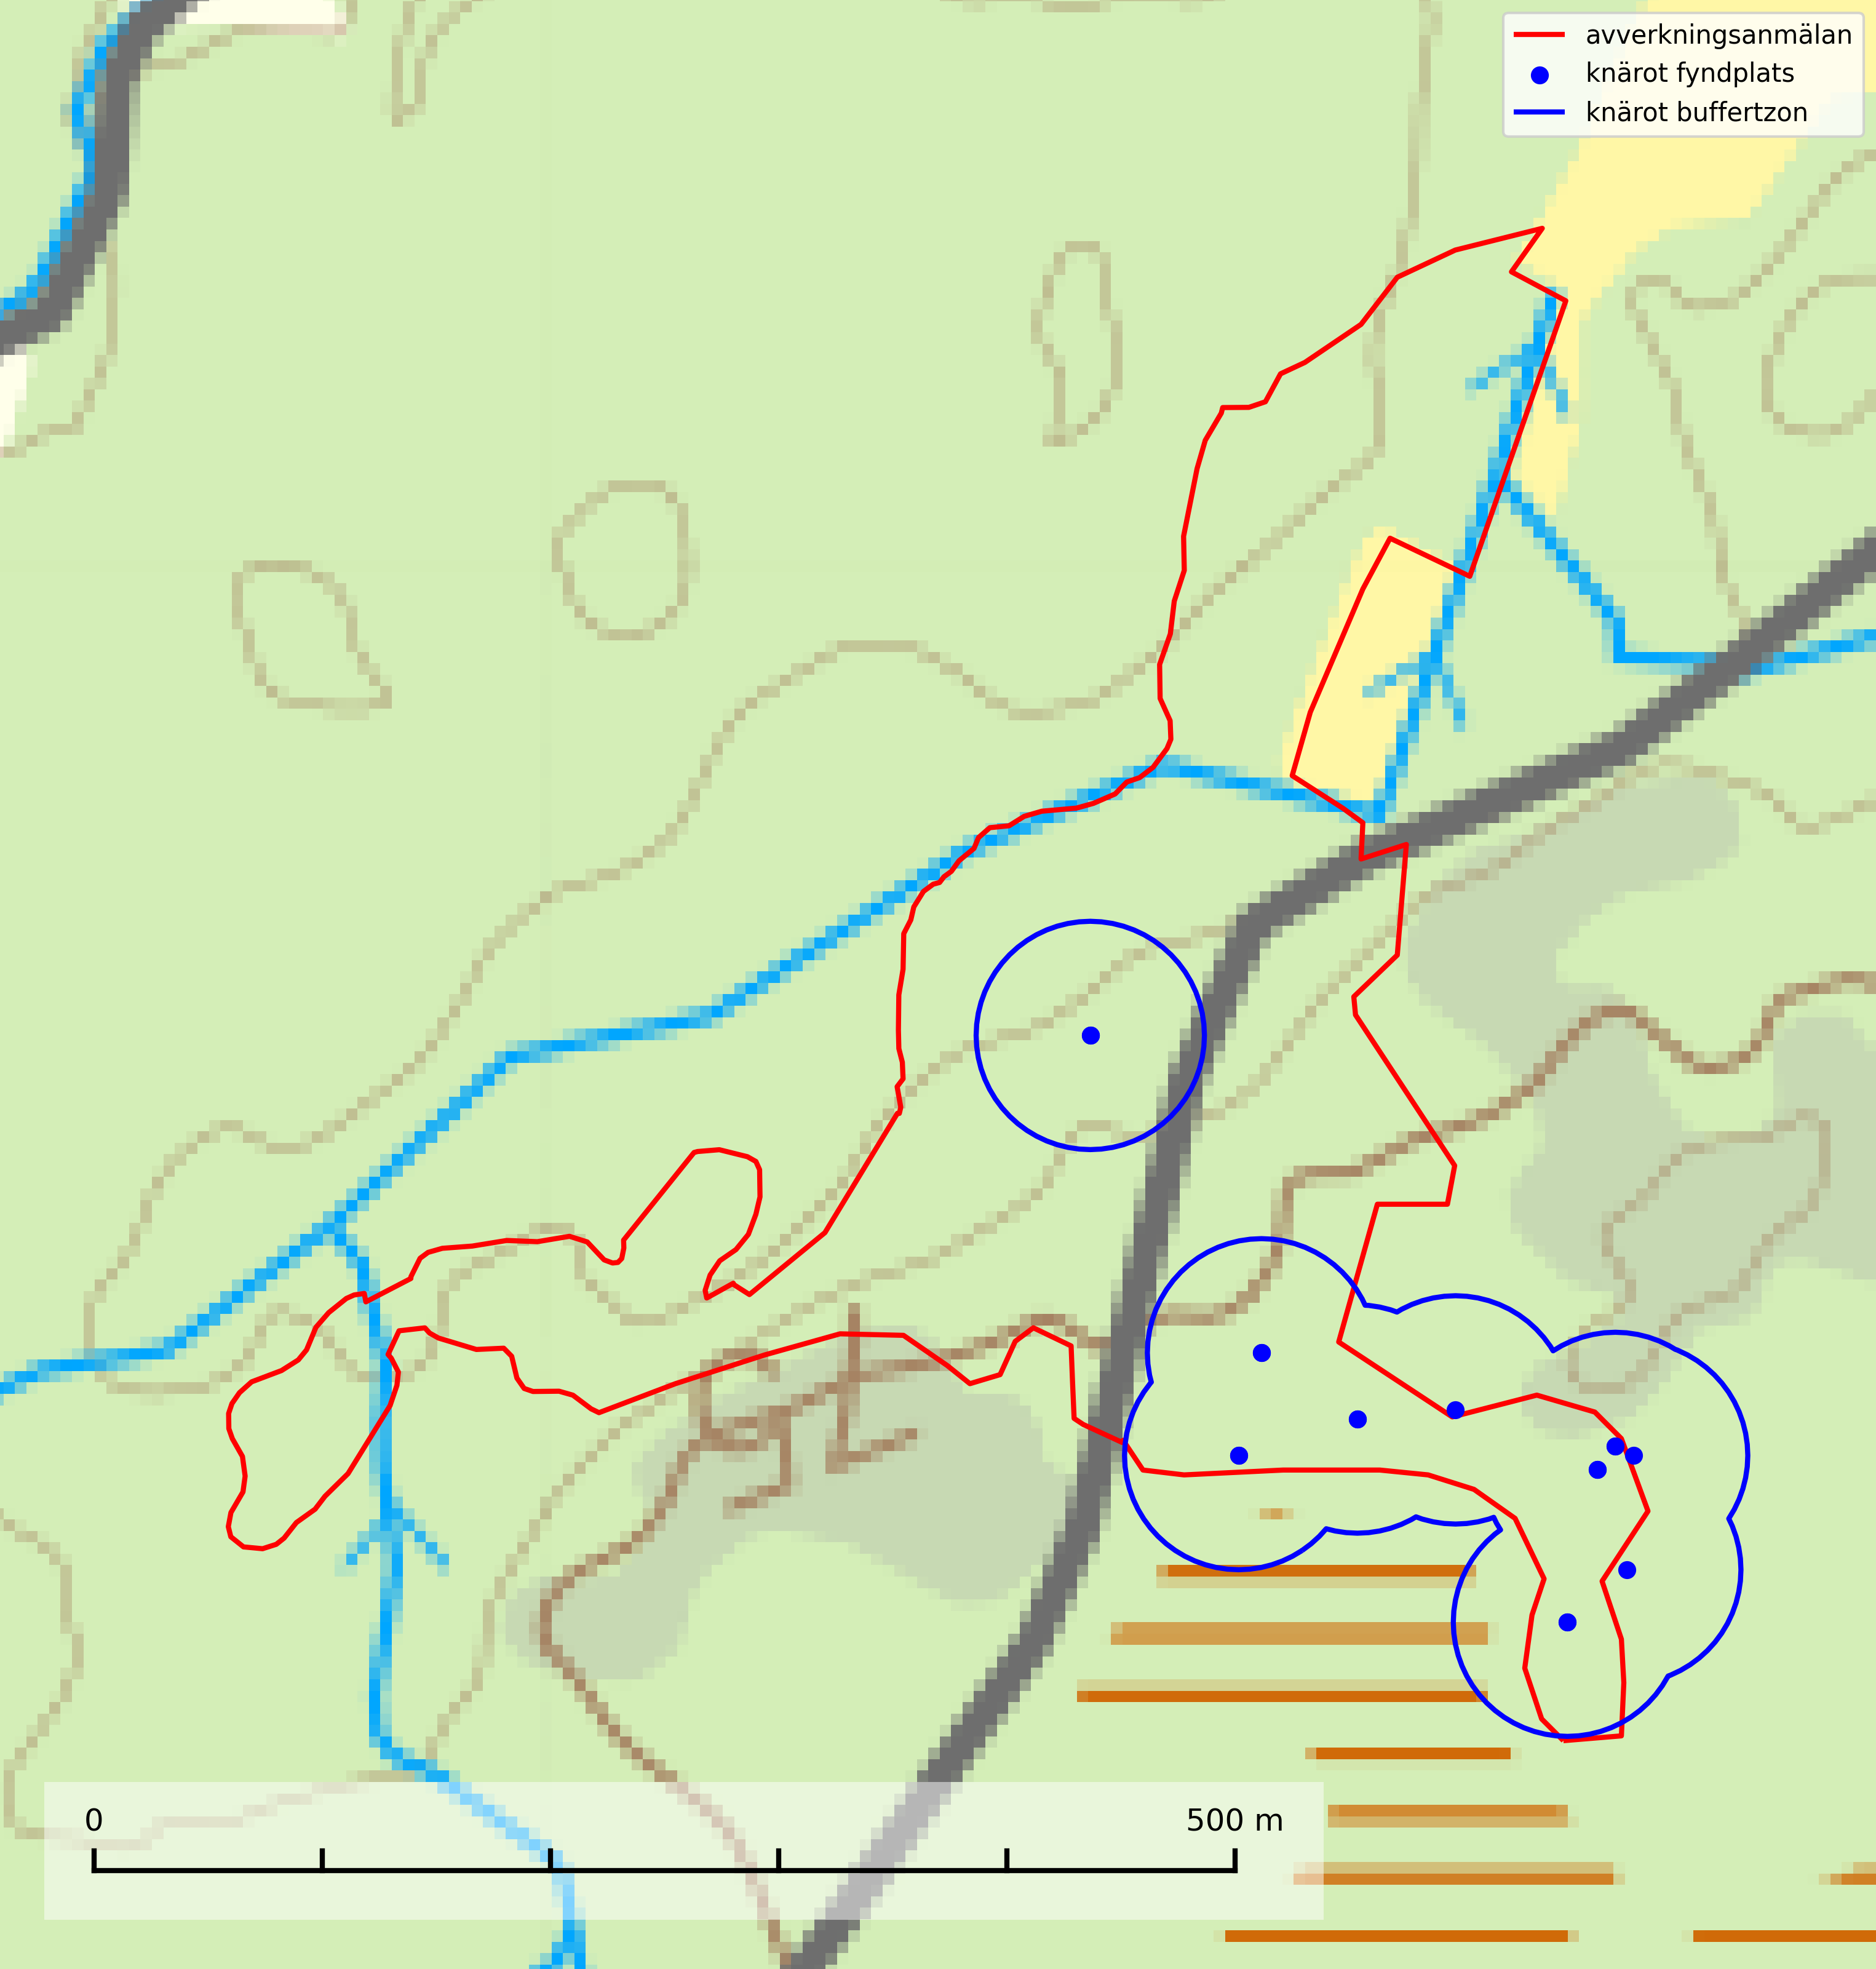 avverkningsanmälan
knärot fyndplats
knärot buffertzon
0 500 m